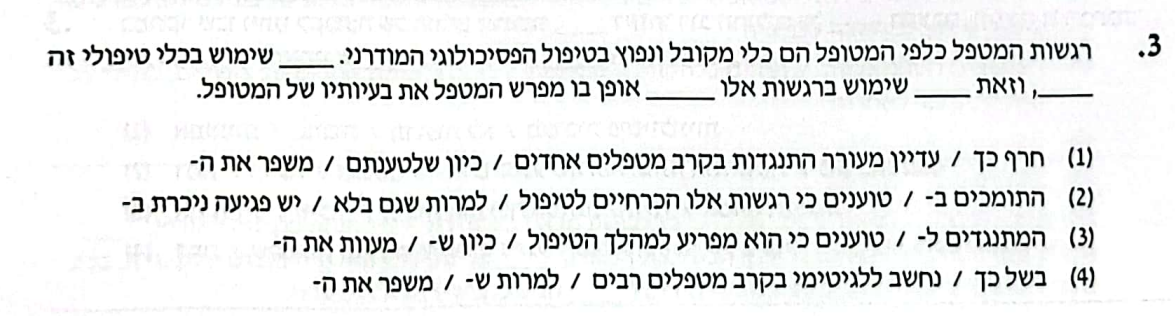 3. רגשות המטפל כלפי המטופל הם כלי מקובל ונפוץ בטיפול הפסיכולוגי המודרני. _____ שימוש בכלי טיפולי זה
_____, וזאת _____ שימוש ברגשות אלו _____ אופן בו מפרש המטפל את בעיותיו של המטופל.
(1) חרף כך / עדיין מעורר התנגדות בקרב מטפלים אחדים / כיון שלטענתם / משפר את ה-
(2) התומכים ב- / טוענים כי רגשות אלו הכרחיים לטיפול / למרות שגם בלא / יש פגיעה ניכרת ב-
(3) המתנגדים ל- / טוענים כי הוא מפריע למהלך הטיפול / כיון ש- / מעוות את ה-
(4) בשל כך / נחשב ללגיטימי בקרב מטפלים רבים / למרות ש- / משפר את ה-